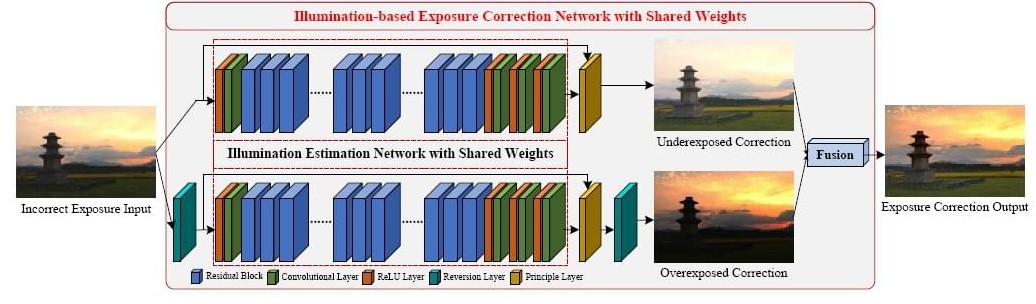 Illumination-based Exposure Correction Network with Shared Weights
Underexposed Correction
Illumination Estimation Network with Shared Weights
Fusion
Incorrect Exposure Input
Exposure Correction Output
Overexposed Correction
Residual Block
Convolutional Layer
ReLU Layer
Reversion Layer
Principle Layer